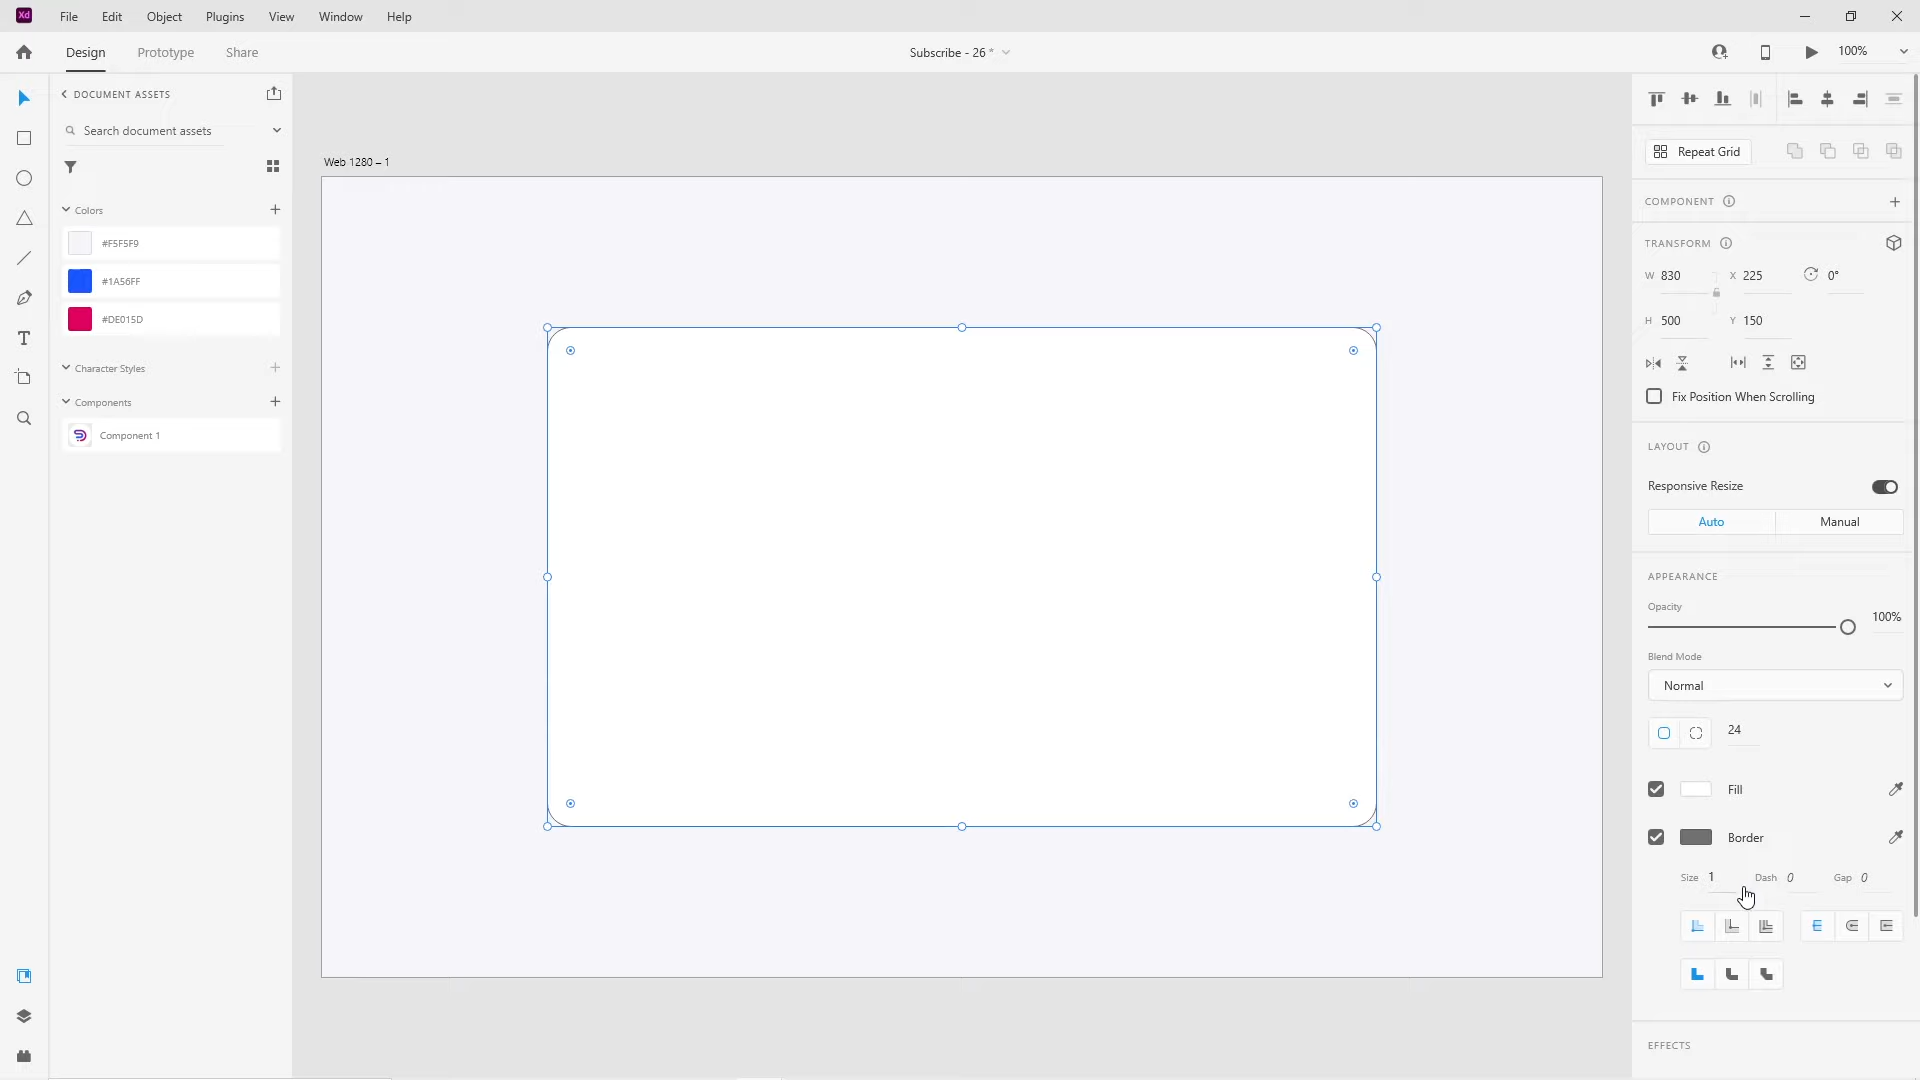 Xd File Edit Object Plugins View Window Help
Design Prototype Share Subscribe - 26 * 100%
DOCUMENT ASSETS
Search document assets
Colors
#F5F5F9
#1A56FF
#DE015D
Character Styles
Components
Component 1
Web 1280 – 1
Repeat Grid
COMPONENT
TRANSFORM
W 830 X 225 0°
H 500 Y 150
Fix Position When Scrolling
LAYOUT
Responsive Resize
Auto Manual
APPEARANCE
Opacity
100%
Blend Mode
Normal
24
Fill
Border
Size 1 Dash 0 Gap 0
EFFECTS